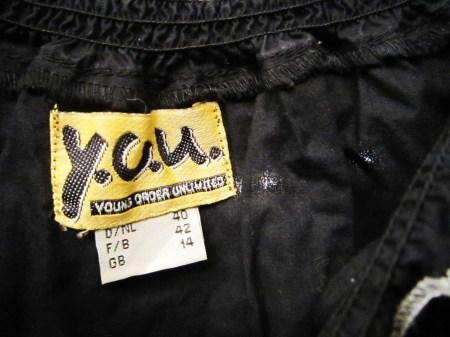 y.o.u.
YOUNG ORDER UNLIMITED
D/NL 40
F/B 42
GB 14